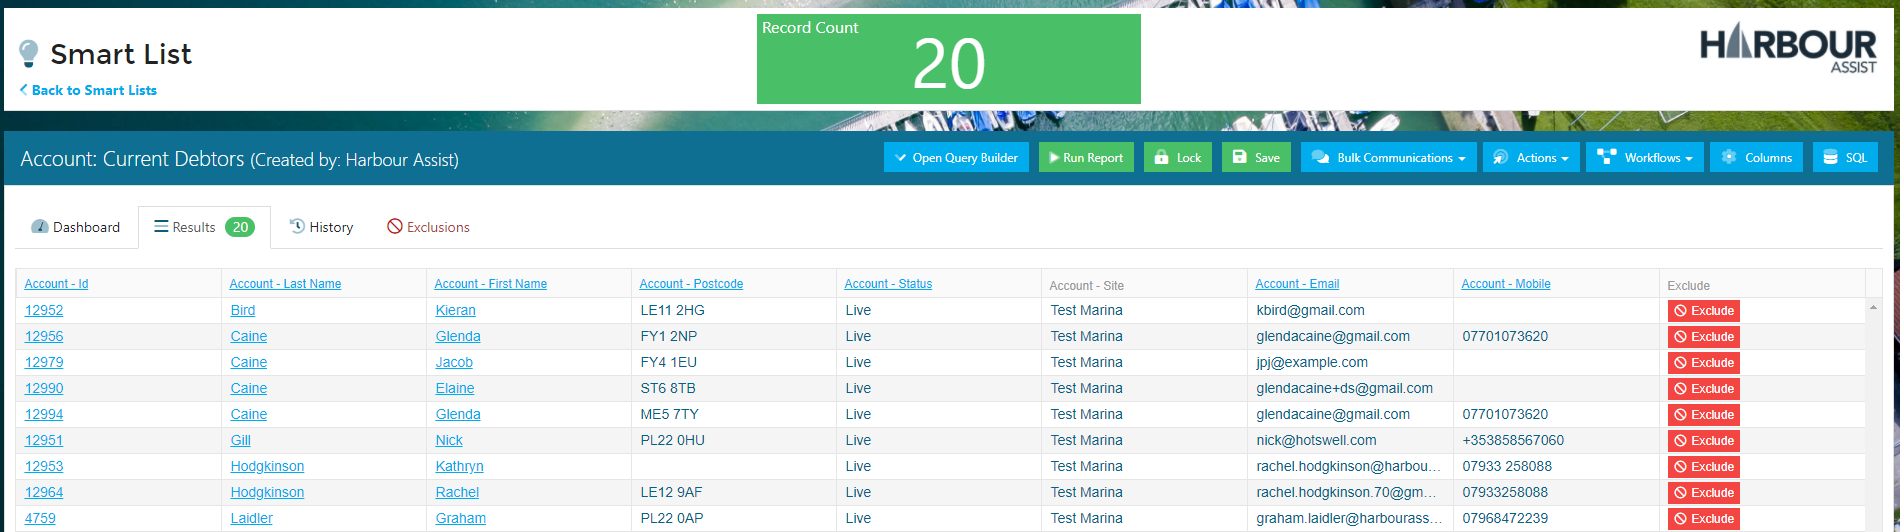 Record Count
20
Smart List
Back to Smart Lists
HARBOUR
ASSIST
Account: Current Debtors (Created by: Harbour Assist)
Open Query Builder Run Report Lock Save Bulk Communications Actions Workflows Columns SQL
Dashboard Results 20 History Exclusions
Account - Id Account - Last Name Account - First Name Account - Postcode Account - Status Account - Site Account - Email Account - Mobile Exclude
12952 Bird Kieran LE11 2HG Live Test Marina kbird@gmail.com Exclude
12956 Caine Glenda FY1 2NP Live Test Marina glendacaine@gmail.com 07701073620 Exclude
12979 Caine Jacob FY4 1EU Live Test Marina jpj@example.com Exclude
12990 Caine Elaine ST6 8TB Live Test Marina glendacaine+ds@gmail.com Exclude
12994 Caine Glenda ME5 7TY Live Test Marina glendacaine@gmail.com 07701073620 Exclude
12951 Gill Nick PL22 0HU Live Test Marina nick@hotswell.com +353858567060 Exclude
12953 Hodgkinson Kathryn Live Test Marina rachel.hodgkinson@harbou... 07933 258088 Exclude
12964 Hodgkinson Rachel LE12 9AF Live Test Marina rachel.hodgkinson.70@gm... 07933258088 Exclude
4759 Laidler Graham PL22 0AP Live Test Marina graham.laidler@harbourass... 07968472239 Exclude